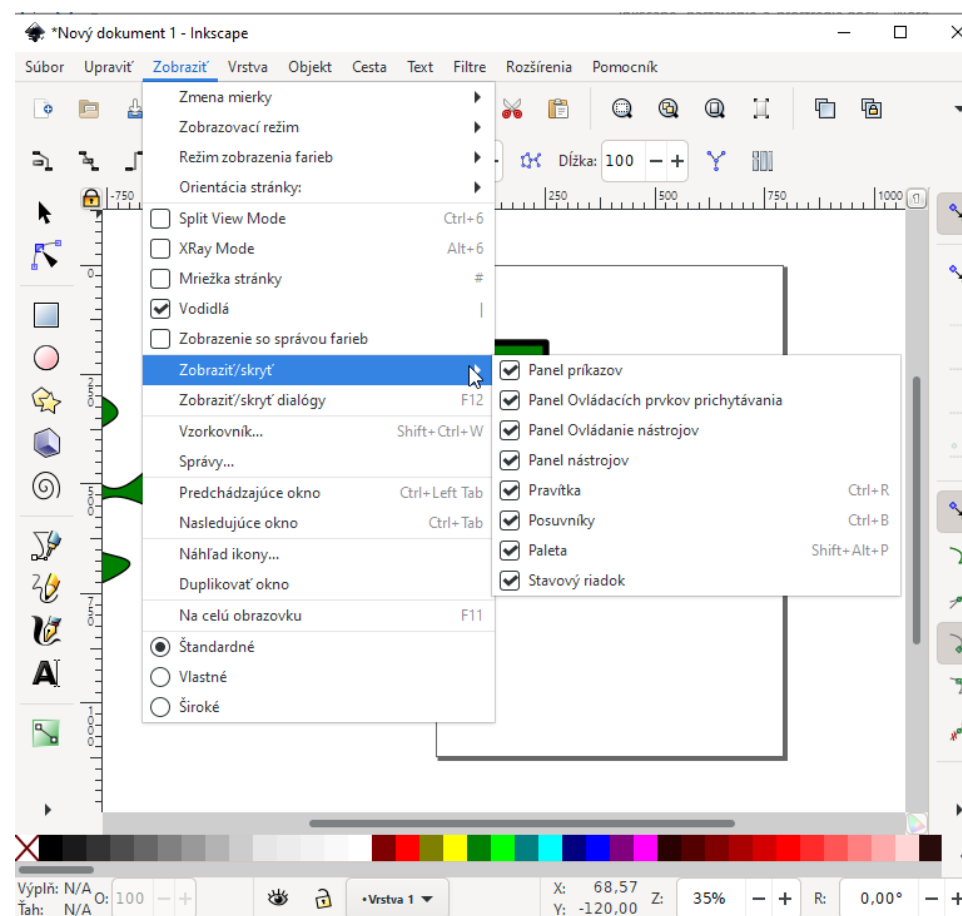 *Nový dokument 1 - Inkscape
Súbor Upraviť Zobraziť Vrstva Objekt Cesta Text Filtre Rozšírenia Pomocník
Zmena mierky
Zobrazovací režim
Režim zobrazenia farieb
Dĺžka: 100
Orientácia stránky:
-750 250 500 750 1000
Split View Mode Ctrl+6
XRay Mode Alt+6
Mriežka stránky #
0
Vodidlá |
Zobrazenie so správou farieb
Zobraziť/skryť
Panel príkazov
250
Zobraziť/skryť dialógy F12
Panel Ovládacích prvkov prichytávania
Vzorkovník... Shift+Ctrl+W
Panel Ovládanie nástrojov
Správy...
Panel nástrojov
500
Predchádzajúce okno Ctrl+Left Tab
Pravítka Ctrl+R
Nasledujúce okno Ctrl+Tab
Posuvníky Ctrl+B
Náhľad ikony...
Paleta Shift+Alt+P
Duplikovať okno
Stavový riadok
750
Na celú obrazovku F11
Štandardné
Vlastné
Široké
1000
Výplň: N/A
Ťah: N/A
O: 100
•Vrstva 1
X: 68,57
Y: -120,00
Z: 35%
R: 0,00°